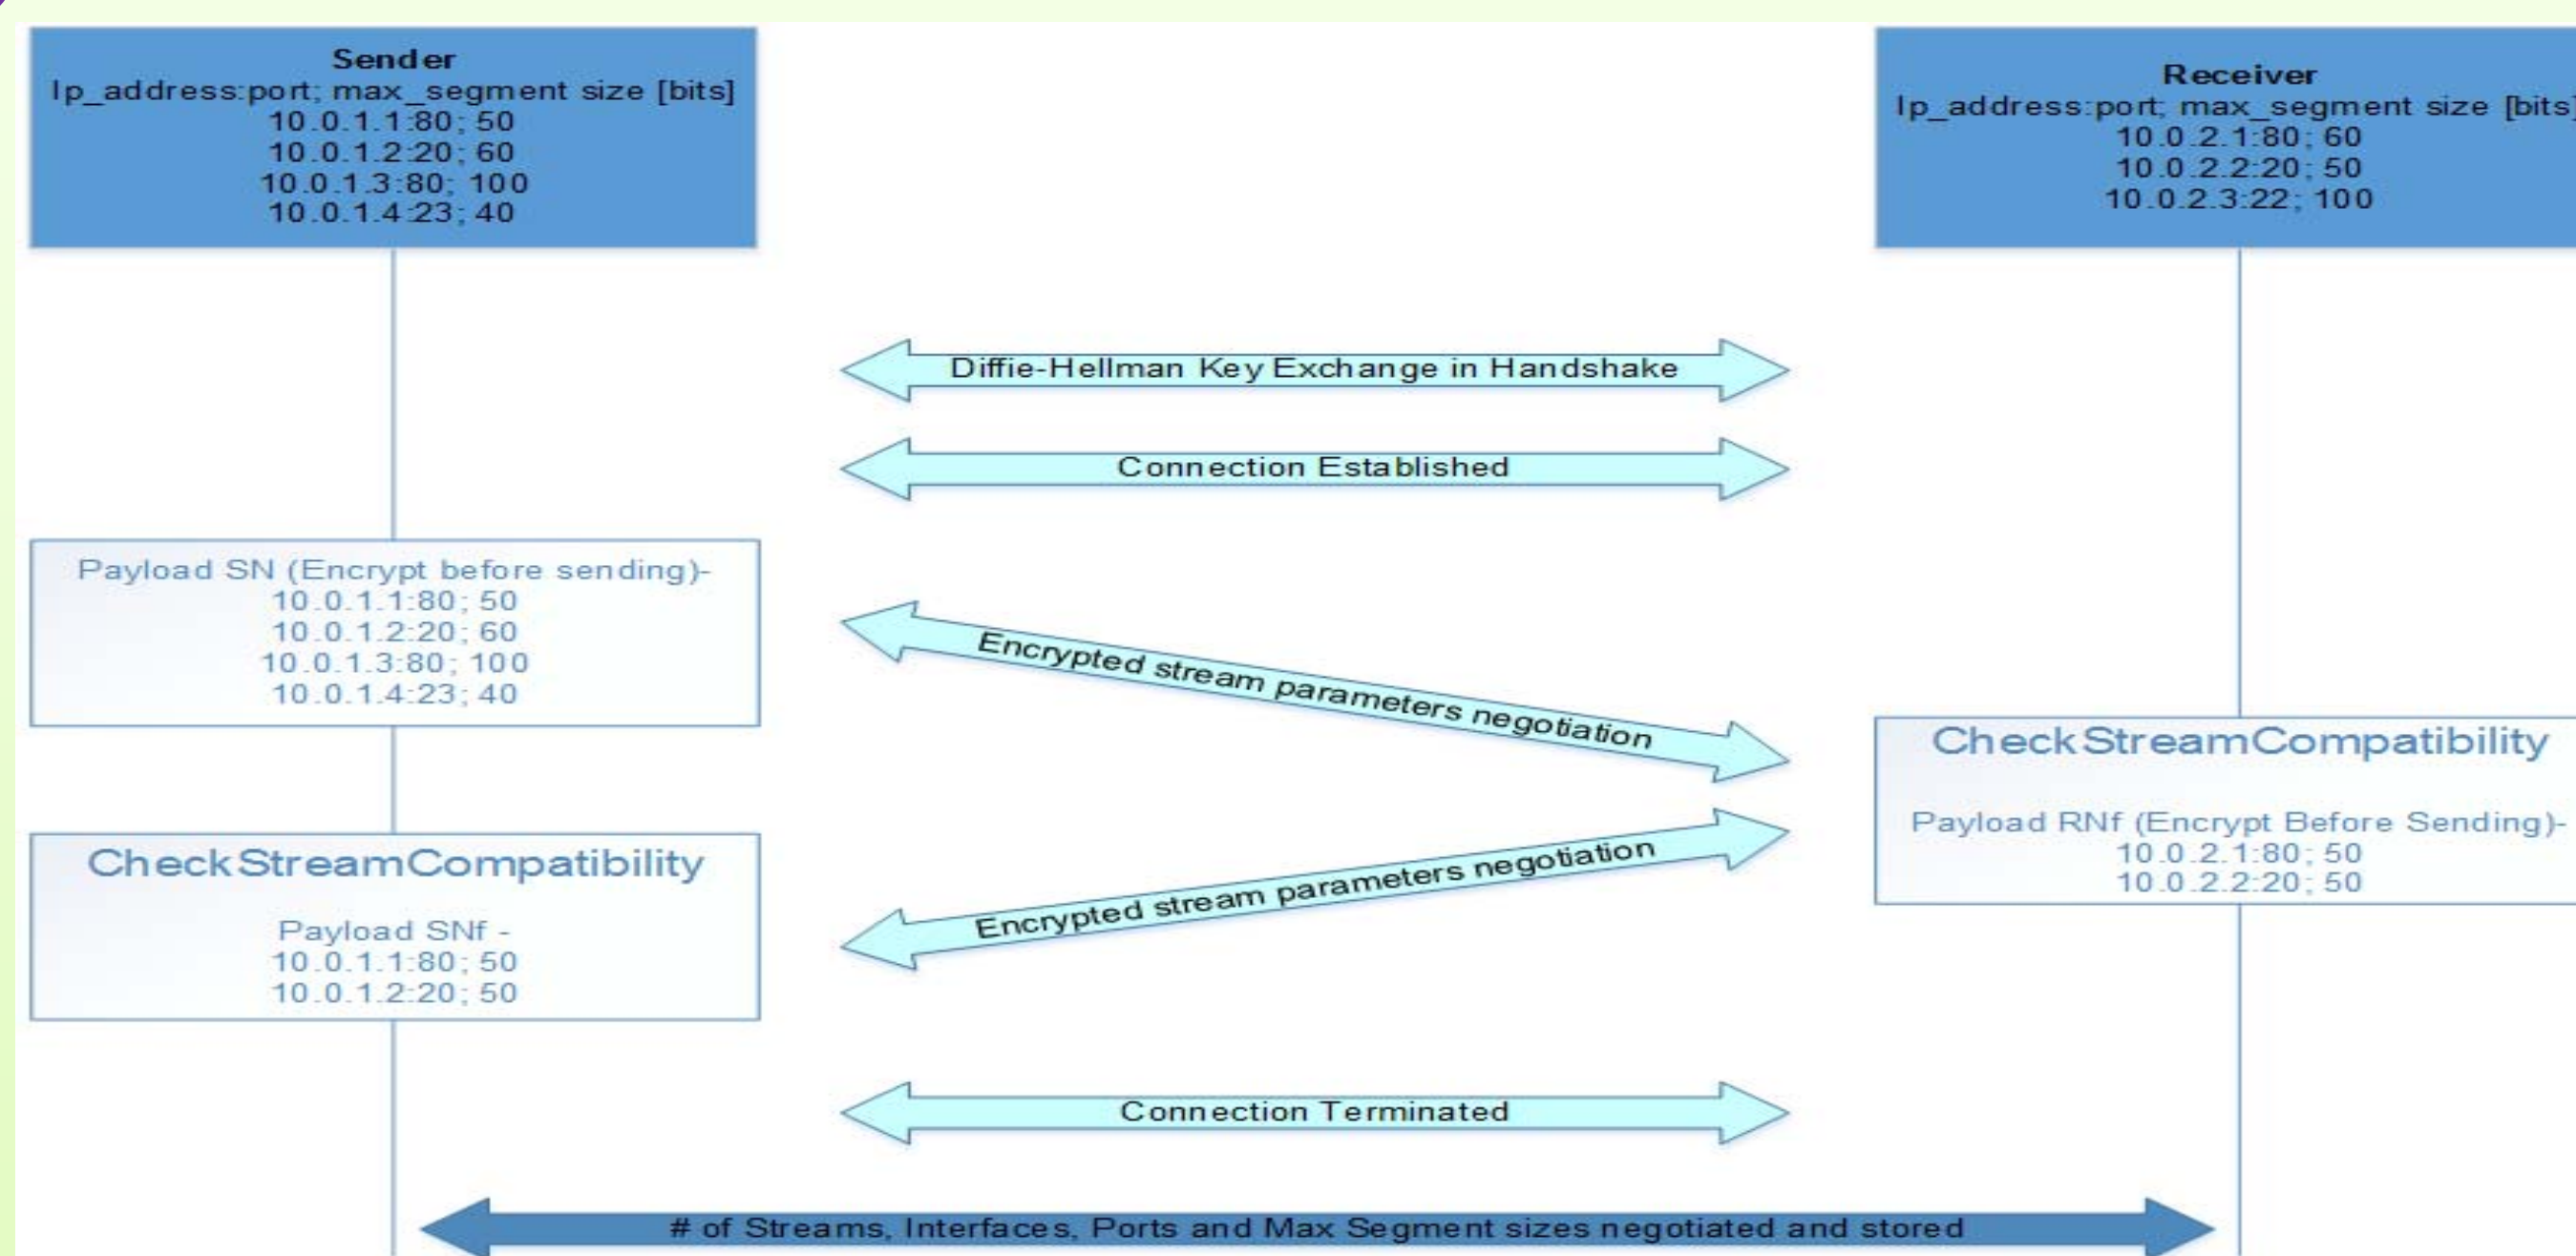 Sender
Ip_address:port; max_segment size [bits]
10.0.1.1:80; 50
10.0.1.2:20; 60
10.0.1.3:80; 100
10.0.1.4:23; 40
Receiver
Ip_address:port; max_segment size [bits]
10.0.2.1:80; 60
10.0.2.2:20; 50
10.0.2.3:22; 100
Diffie-Hellman Key Exchange in Handshake
Connection Established
Payload SN (Encrypt before sending)-
10.0.1.1:80; 50
10.0.1.2:20; 60
10.0.1.3:80; 100
10.0.1.4:23; 40
Encrypted stream parameters negotiation
CheckStreamCompatibility
Payload RNf (Encrypt Before Sending)-
10.0.2.1:80; 50
10.0.2.2:20; 50
Encrypted stream parameters negotiation
CheckStreamCompatibility
Payload SNf -
10.0.1.1:80; 50
10.0.1.2:20; 50
Connection Terminated
# of Streams, Interfaces, Ports and Max Segment sizes negotiated and stored